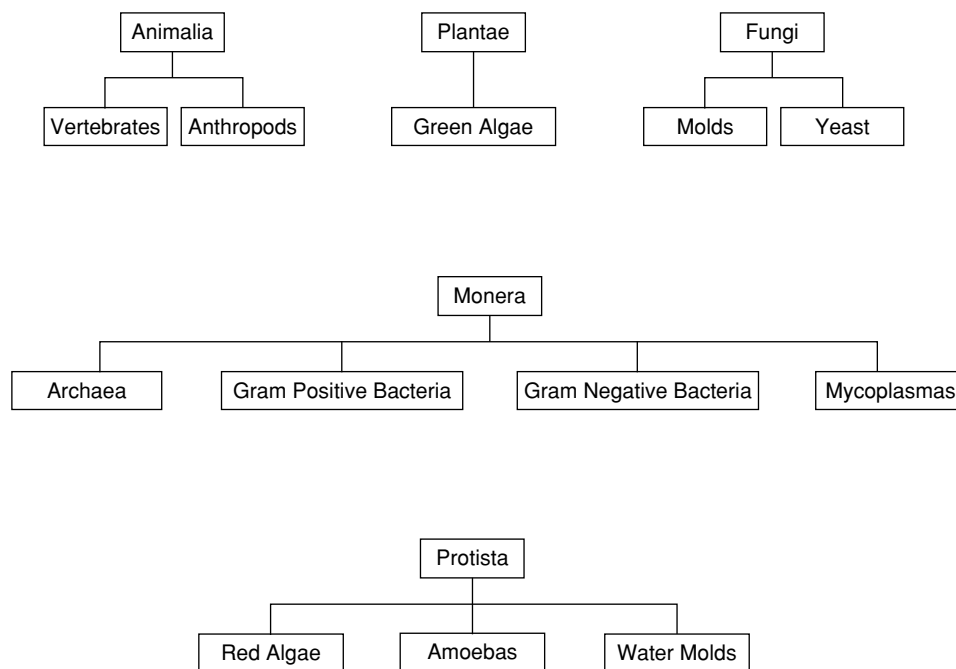 Animalia
Plantae
Fungi
Vertebrates
Anthropods
Green Algae
Molds
Yeast
Monera
Archaea
Gram Positive Bacteria
Gram Negative Bacteria
Mycoplasmas
Protista
Red Algae
Amoebas
Water Molds